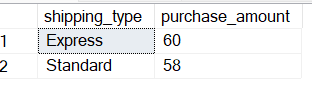 shipping_type purchase_amount
1 Express 60
2 Standard 58